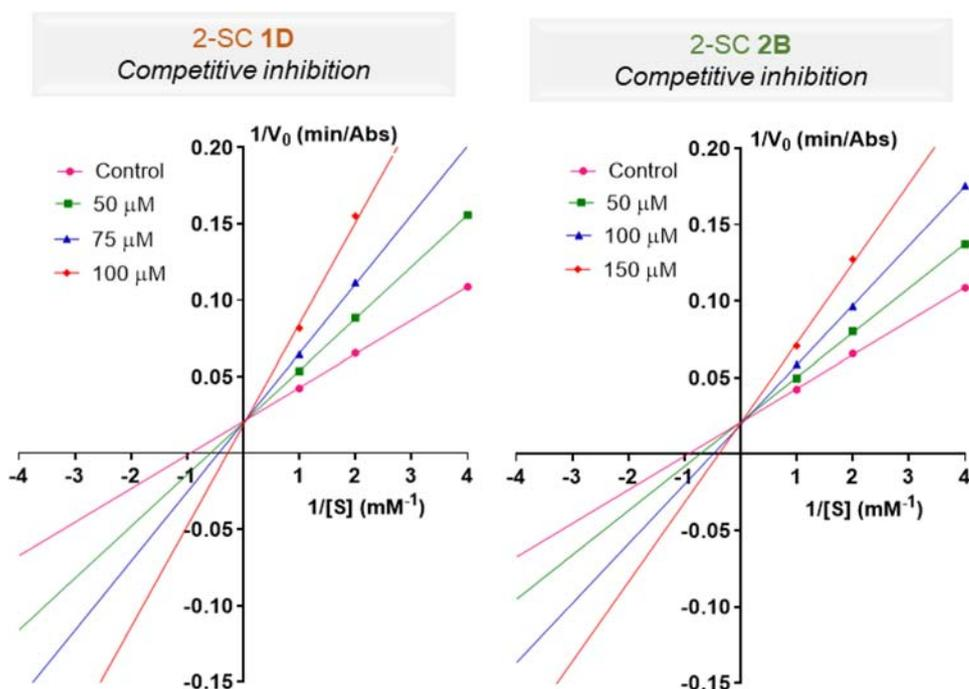 2-SC 1D
Competitive inhibition
1/V₀ (min/Abs)
0.20
0.15
0.10
0.05
-0.05
-0.10
-0.15
-4 -3 -2 -1 1 2 3 4
1/[S] (mM⁻¹)
Control
50 μM
75 μM
100 μM
2-SC 2B
Competitive inhibition
1/V₀ (min/Abs)
0.20
0.15
0.10
0.05
-0.05
-0.10
-0.15
-4 -3 -2 -1 1 2 3 4
1/[S] (mM⁻¹)
Control
50 μM
100 μM
150 μM